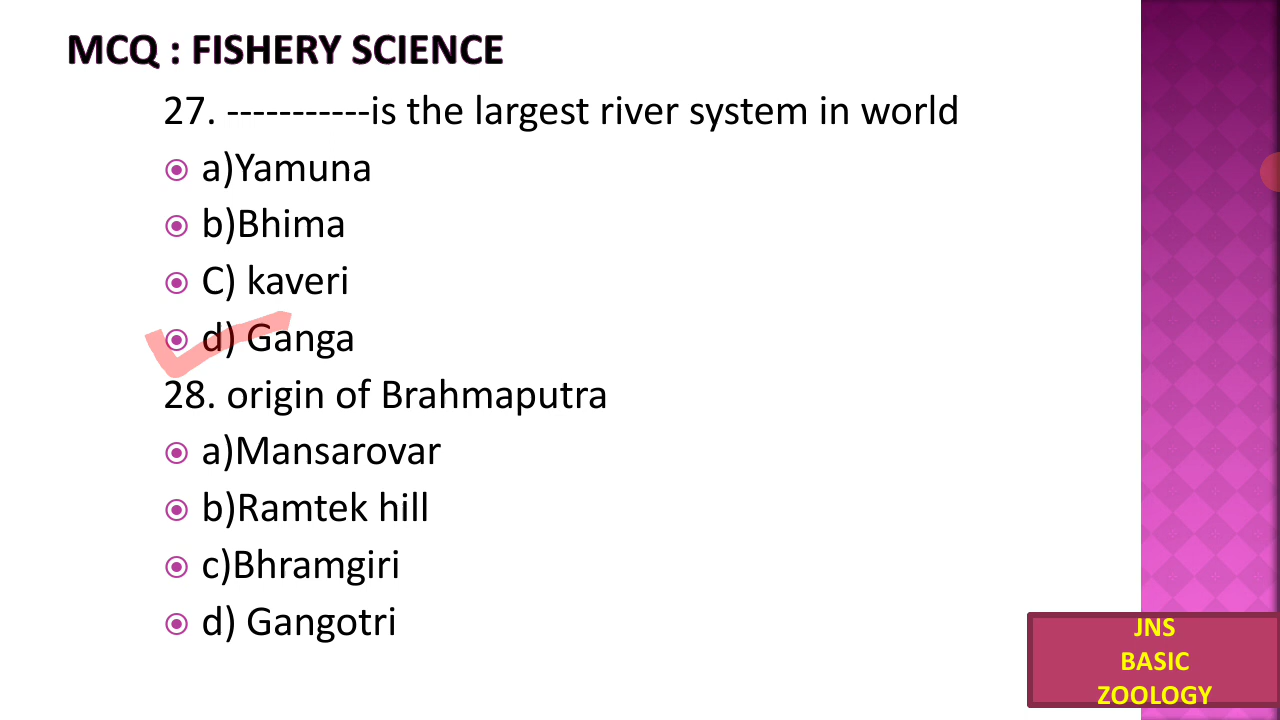 MCQ : FISHERY SCIENCE
27. -----------is the largest river system in world
a)Yamuna
b)Bhima
C) kaveri
d) Ganga
28. origin of Brahmaputra
a)Mansarovar
b)Ramtek hill
c)Bhramgiri
d) Gangotri
JNS
BASIC
ZOOLOGY